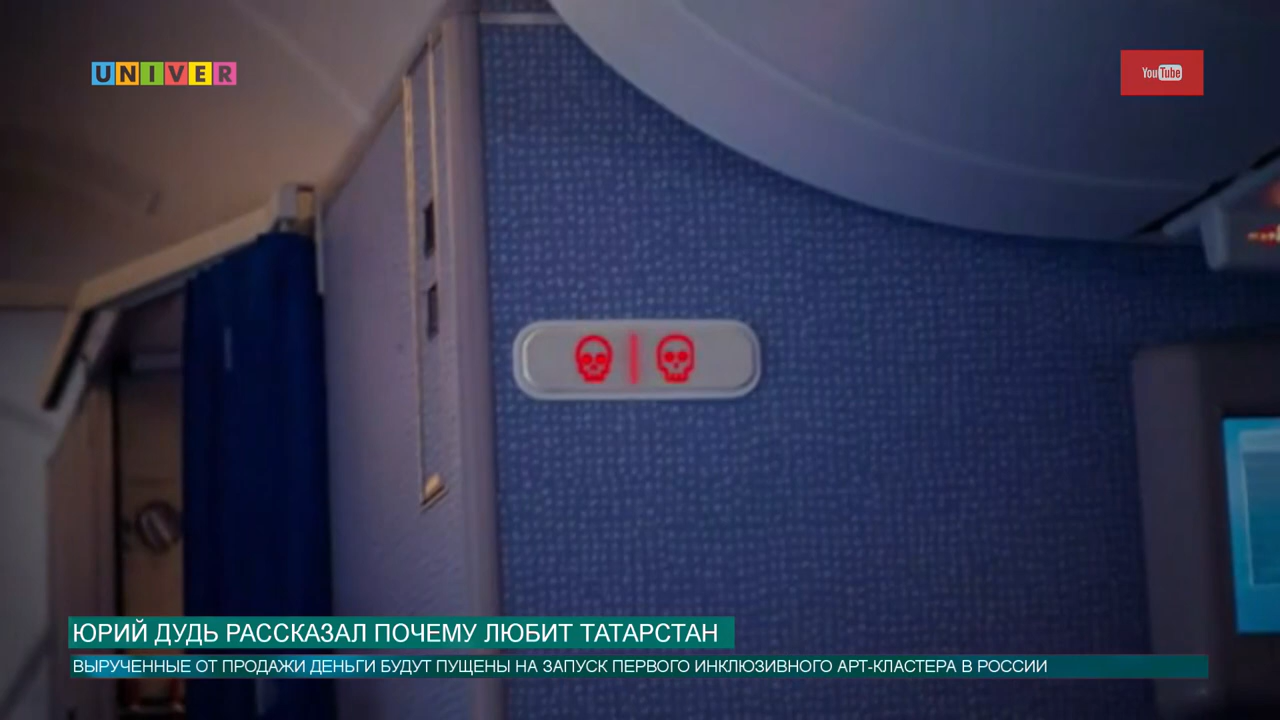 UNIVER
YouTube
ЮРИЙ ДУДЬ РАССКАЗАЛ ПОЧЕМУ ЛЮБИТ ТАТАРСТАН
ВЫРУЧЕННЫЕ ОТ ПРОДАЖИ ДЕНЬГИ БУДУТ ПУЩЕНЫ НА ЗАПУСК ПЕРВОГО ИНКЛЮЗИВНОГО АРТ-КЛАСТЕРА В РОССИИ